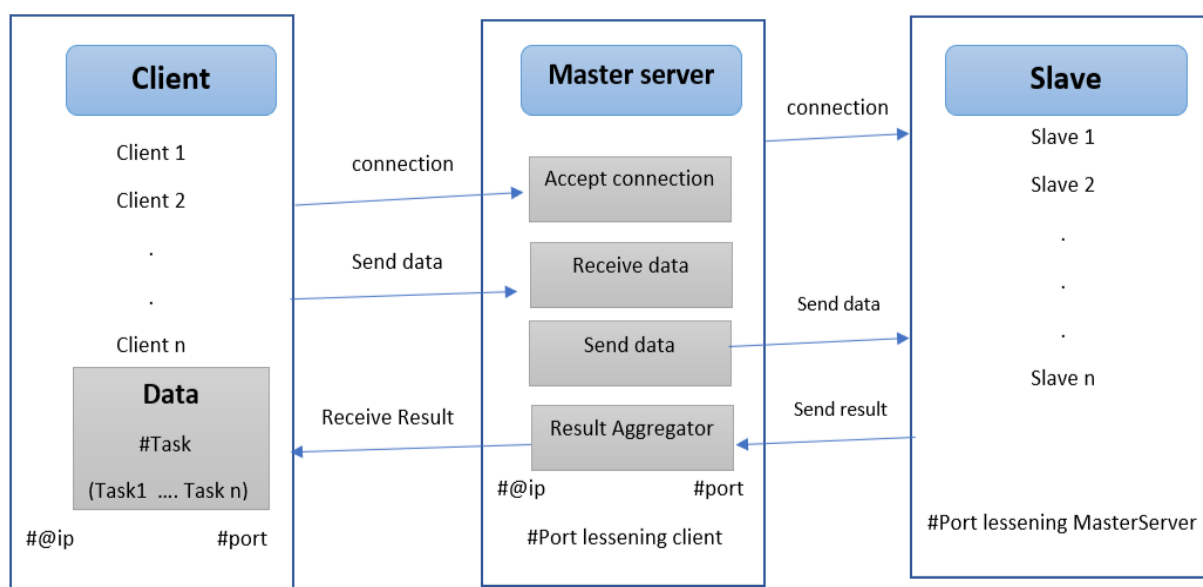 Client
Client 1
Client 2
.
.
Client n
Data
#Task
(Task1 .... Task n)
#@ip #port
connection
Send data
Receive Result
Master server
Accept connection
Receive data
Send data
Result Aggregator
#@ip #port
#Port lessening client
connection
Send data
Send result
Slave
Slave 1
Slave 2
.
.
.
Slave n
#Port lessening MasterServer